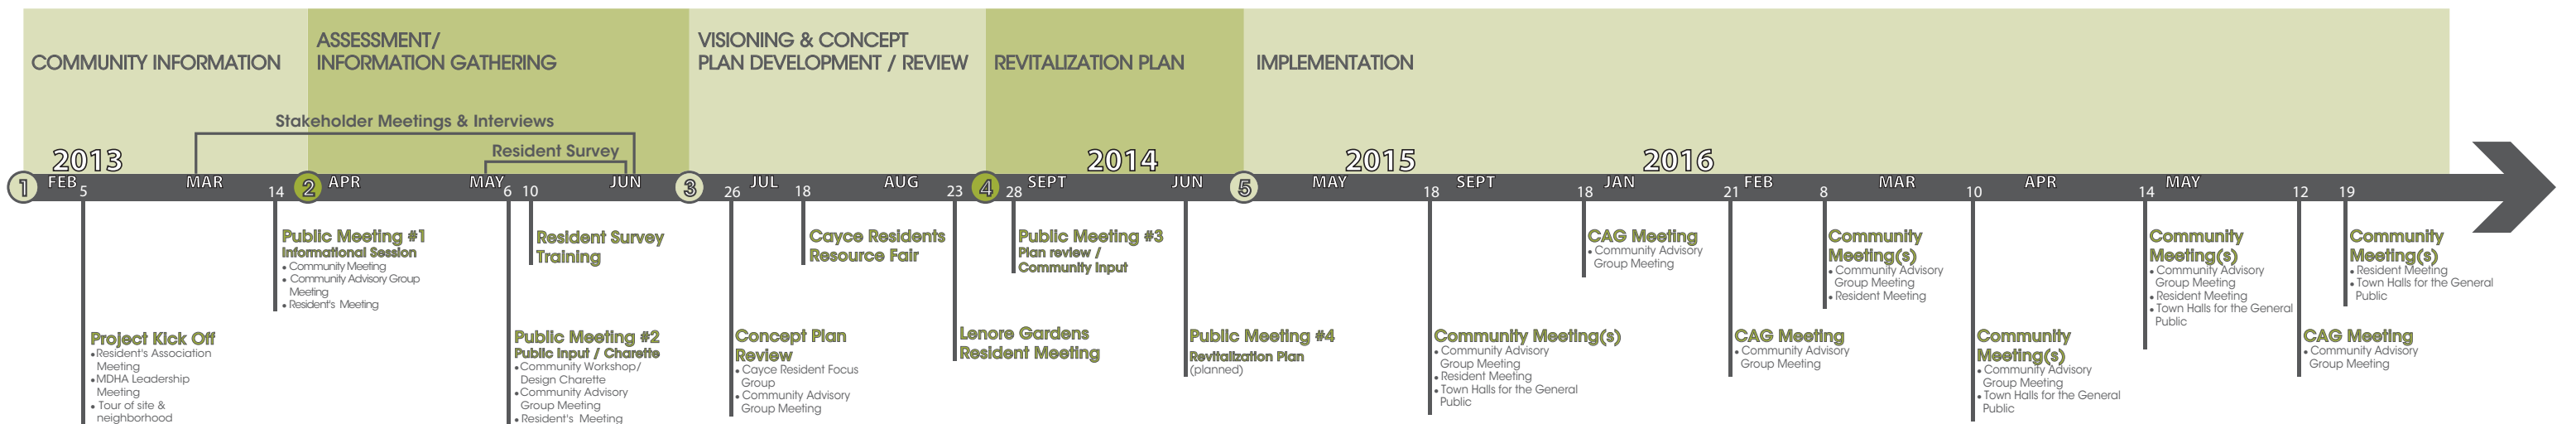 COMMUNITY INFORMATION
ASSESSMENT/
INFORMATION GATHERING
VISIONING & CONCEPT
PLAN DEVELOPMENT / REVIEW
REVITALIZATION PLAN
IMPLEMENTATION
Stakeholder Meetings & Interviews
Resident Survey
2013
2014
2015
2016
1
FEB
5
MAR
14
2
APR
MAY
6
10
JUN
3
26
JUL
18
AUG
23
4
28
SEPT
JUN
5
MAY
18
SEPT
18
JAN
21
FEB
8
MAR
10
APR
14
MAY
12
19
Project Kick Off
•Resident's Association
Meeting
•MDHA Leadership
Meeting
• Tour of site &
neighborhood
Public Meeting #1
Informational Session
• Community Meeting
• Community Advisory Group
Meeting
• Resident's Meeting
Public Meeting #2
Public Input / Charette
•Community Workshop/
Design Charette
•Community Advisory
Group Meeting
•Resident's Meeting
Resident Survey
Training
Concept Plan
Review
• Cayce Resident Focus
Group
• Community Advisory
Group Meeting
Cayce Residents
Resource Fair
Lenore Gardens
Resident Meeting
Public Meeting #3
Plan review /
Community Input
Public Meeting #4
Revitalization Plan
(planned)
Community Meeting(s)
• Community Advisory
Group Meeting
• Resident Meeting
• Town Halls for the General
Public
CAG Meeting
• Community Advisory
Group Meeting
CAG Meeting
• Community Advisory
Group Meeting
Community
Meeting(s)
• Community Advisory
Group Meeting
• Resident Meeting
Community
Meeting(s)
• Community Advisory
Group Meeting
• Town Halls for the General
Public
Community
Meeting(s)
• Community Advisory
Group Meeting
• Resident Meeting
• Town Halls for the General
Public
CAG Meeting
• Community Advisory
Group Meeting
Community
Meeting(s)
• Resident Meeting
• Town Halls for the General
Public